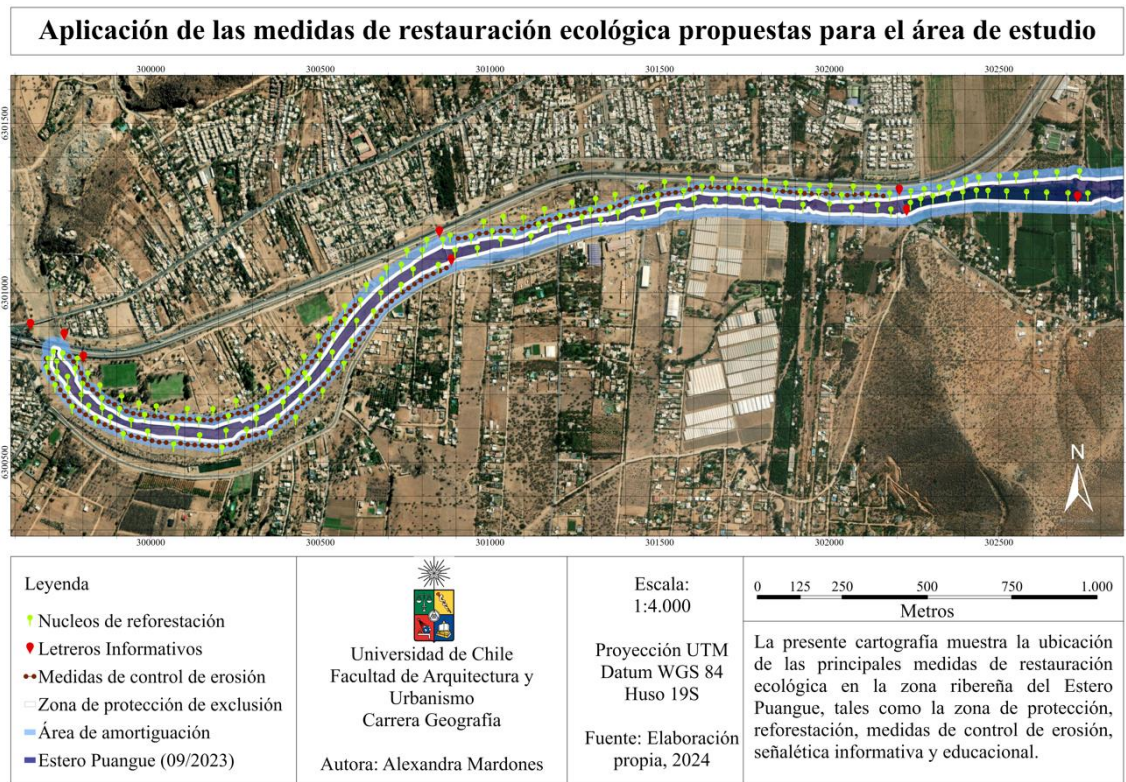 Aplicación de las medidas de restauración ecológica propuestas para el área de estudio
300000
300500
301000
301500
302000
302500
6301500
6301000
6300500
N
300000
300500
301000
301500
302000
302500
Leyenda
Nucleos de reforestación
Letreros Informativos
Medidas de control de erosión
Zona de protección de exclusión
Área de amortiguación
Estero Puangue (09/2023)
Universidad de Chile
Facultad de Arquitectura y
Urbanismo
Carrera Geografía
Autora: Alexandra Mardones
Escala:
1:4.000
Proyección UTM
Datum WGS 84
Huso 19S
Fuente: Elaboración
propia, 2024
0 125 250 500 750 1.000
Metros
La presente cartografía muestra la ubicación
de las principales medidas de restauración
ecológica en la zona ribereña del Estero
Puangue, tales como la zona de protección,
reforestación, medidas de control de erosión,
señalética informativa y educacional.